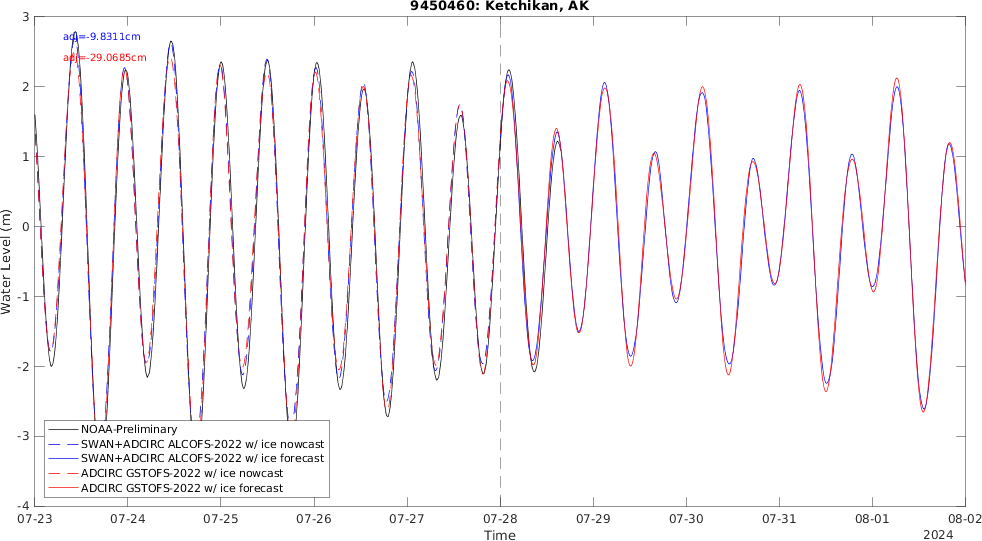 9450460: Ketchikan, AK
adj=-9.8311cm
adj=-29.0685cm
Water Level (m)
3
2
1
0
-1
-2
-3
-4
NOAA-Preliminary
SWAN+ADCIRC ALCOFS-2022 w/ ice nowcast
SWAN+ADCIRC ALCOFS-2022 w/ ice forecast
ADCIRC GSTOFS-2022 w/ ice nowcast
ADCIRC GSTOFS-2022 w/ ice forecast
07-23 07-24 07-25 07-26 07-27 07-28 07-29 07-30 07-31 08-01 08-02
Time
2024